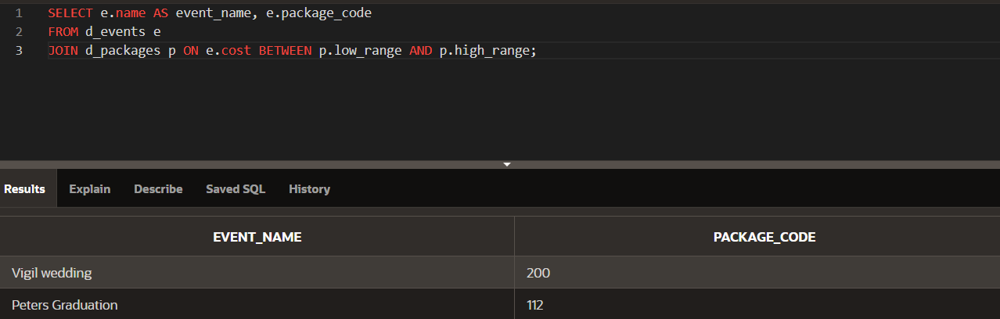 1 SELECT e.name AS event_name, e.package_code
2 FROM d_events e
3 JOIN d_packages p ON e.cost BETWEEN p.low_range AND p.high_range;
Results Explain Describe Saved SQL History
EVENT_NAME PACKAGE_CODE
Vigil wedding 200
Peters Graduation 112